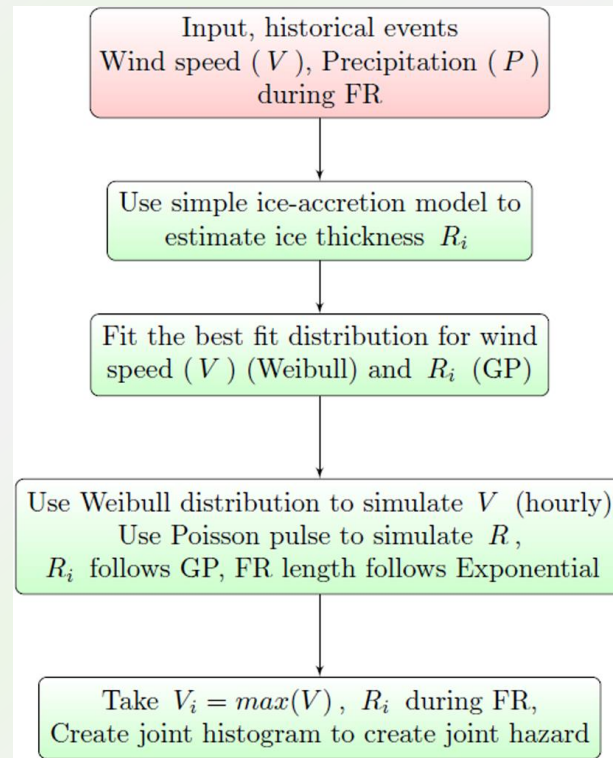 Input, historical events
Wind speed ( V ), Precipitation ( P )
during FR
Use simple ice-accretion model to
estimate ice thickness R_i
Fit the best fit distribution for wind
speed ( V ) (Weibull) and R_i (GP)
Use Weibull distribution to simulate V (hourly)
Use Poisson pulse to simulate R ,
R_i follows GP, FR length follows Exponential
Take V_i = max(V) , R_i during FR,
Create joint histogram to create joint hazard